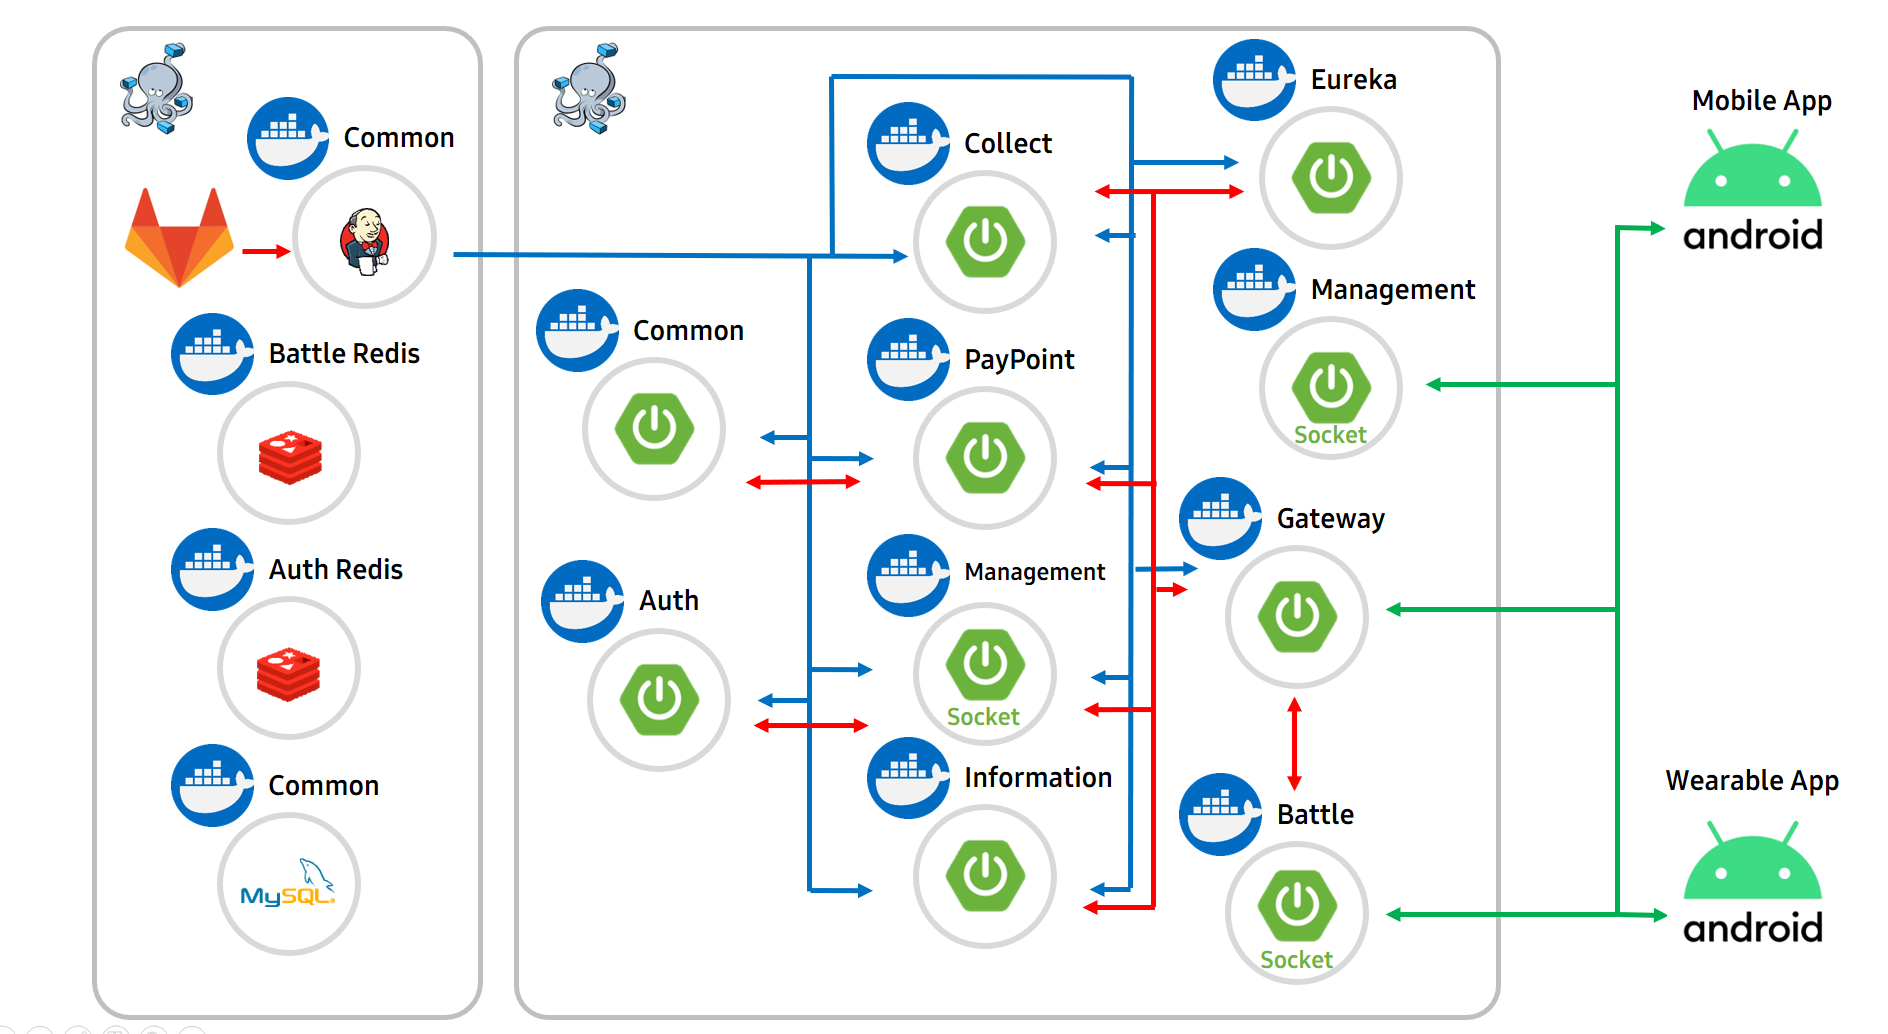 Common
Battle Redis
Auth Redis
Common
MySQL
Common
Auth
Collect
PayPoint
Management
Socket
Information
Eureka
Management
Socket
Gateway
Battle
Socket
Mobile App
android
Wearable App
android